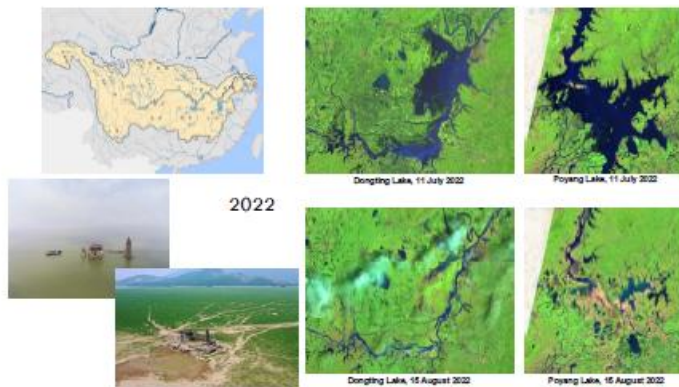 Dongting Lake, 11 July 2022
Poyang Lake, 11 July 2022
2022
Dongting Lake, 15 August 2022
Poyang Lake, 15 August 2022